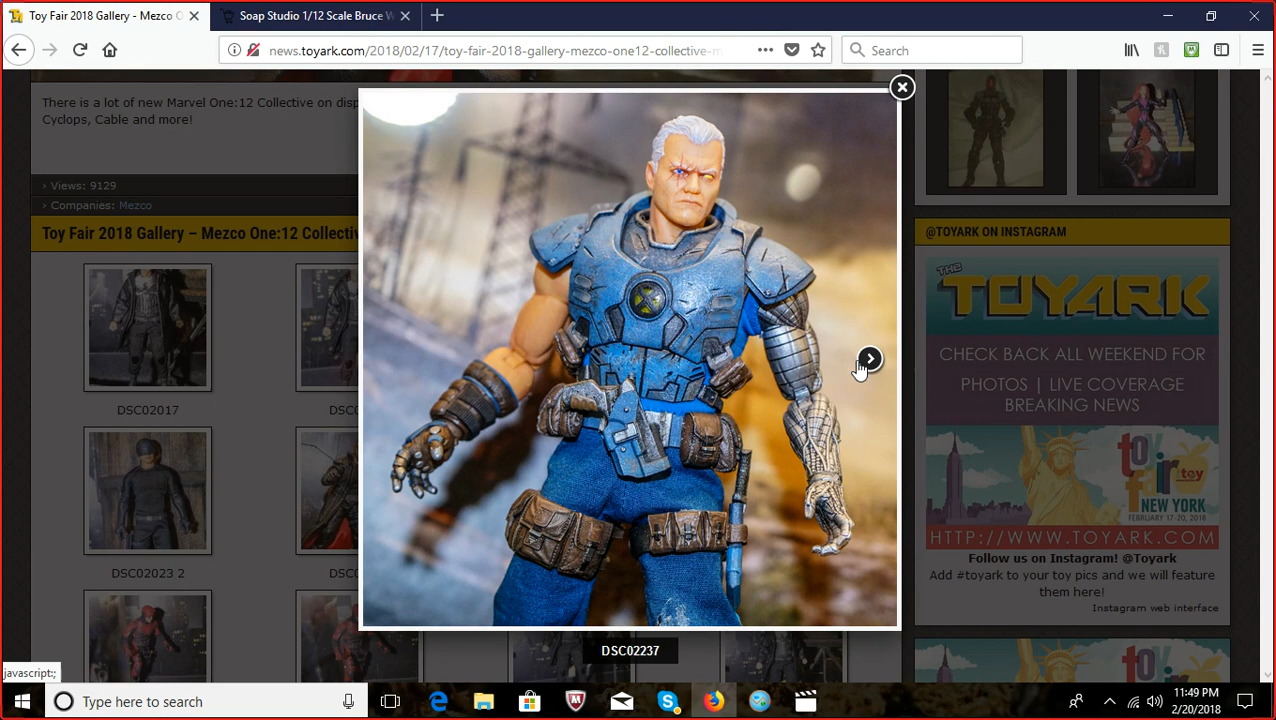 Toy Fair 2018 Gallery - Mezco O
Soap Studio 1/12 Scale Bruce W
news.toyark.com/2018/02/17/toy-fair-2018-gallery-mezco-one12-collective-m
Search
There is a lot of new Marvel One:12 Collective on disp
Cyclops, Cable and more!
› Views: 9129
› Companies: Mezco
Toy Fair 2018 Gallery – Mezco One:12 Collectiv
DSC02017
DSC0
DSC02023 2
DSC0
DSC02237
@TOYARK ON INSTAGRAM
THE
TOYARK
CHECK BACK ALL WEEKEND FOR
PHOTOS | LIVE COVERAGE
BREAKING NEWS
toy
fair
toy
NEW YORK
FEBRUARY 17-20, 2018
HTTP://WWW.TOYARK.COM
Follow us on Instagram! @Toyark
Add #toyark to your toy pics and we will feature
them here!
Instagram web interface
javascript:;
Type here to search
11:49 PM
2/20/2018